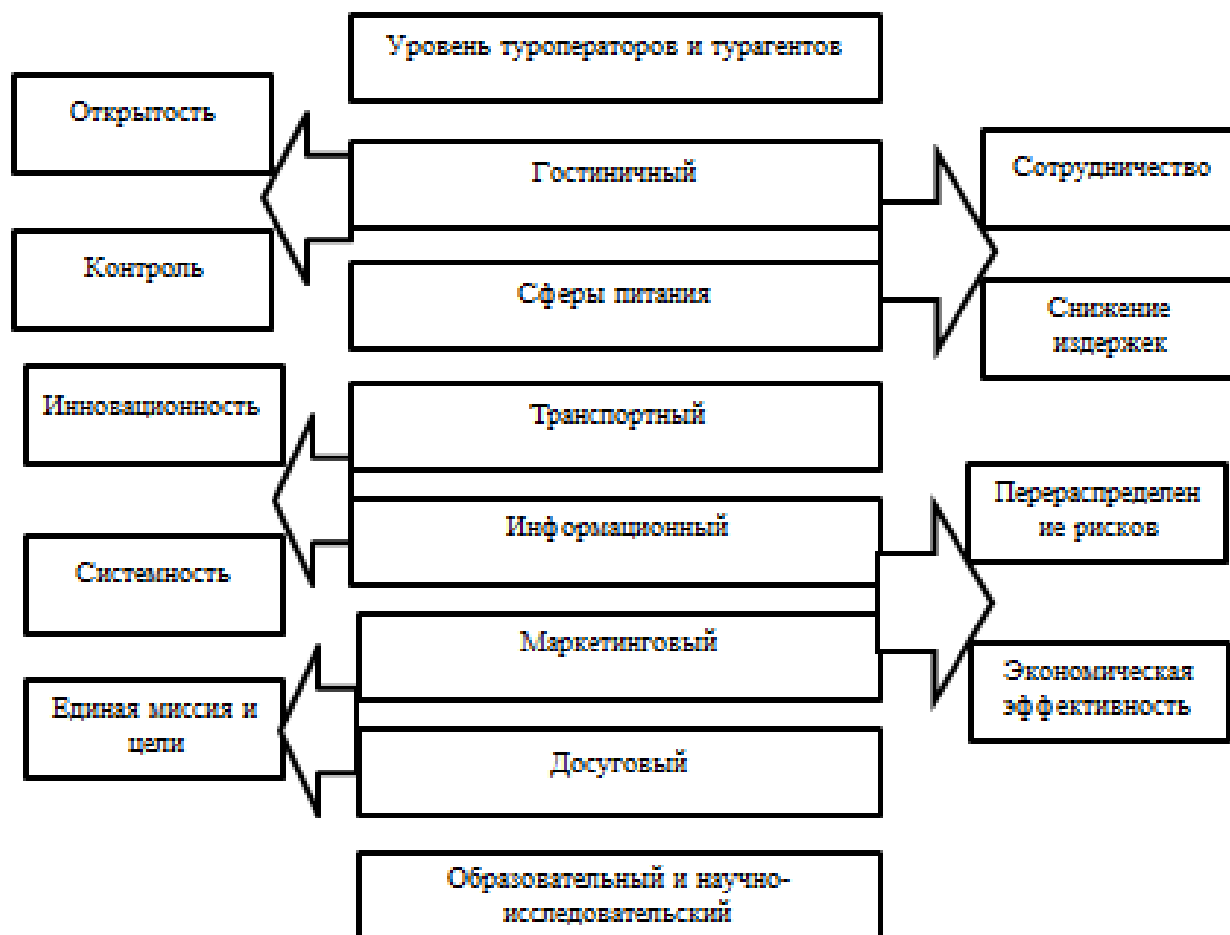 Уровень туроператоров и турагентов
Открытость
Гостиничный
Сотрудничество
Контроль
Сферы питания
Снижение
издержек
Инновационность
Транспортный
Перераспределен
ие рисков
Информационный
Системность
Маркетинговый
Экономическая
эффективность
Единая миссия и
цели
Досуговый
Образовательный и научно-
исследовательский